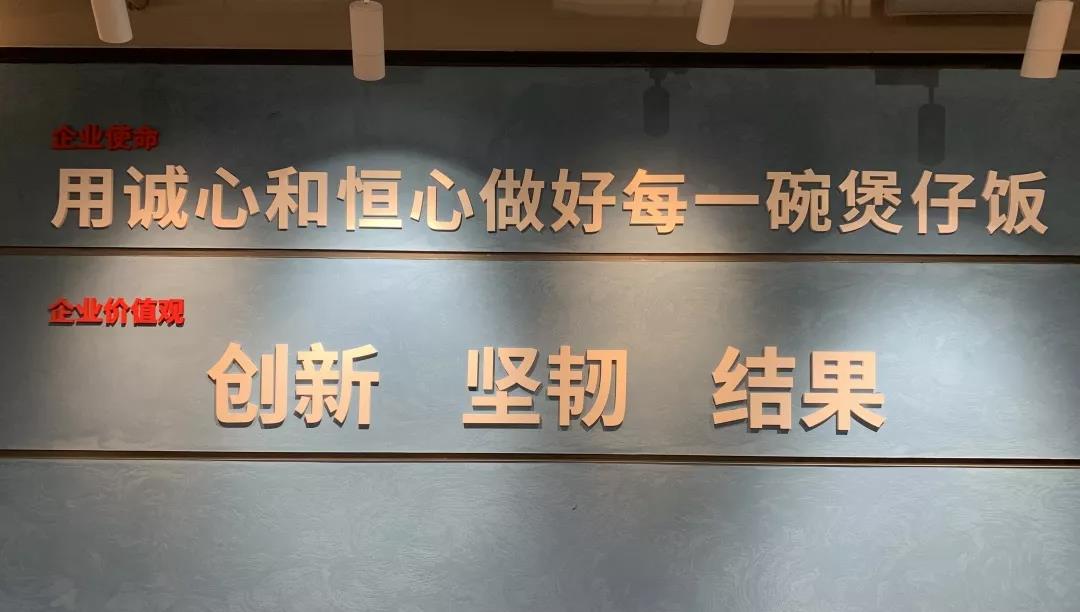 企业使命
用诚心和恒心做好每一碗煲仔饭
企业价值观
创新 坚韧 结果